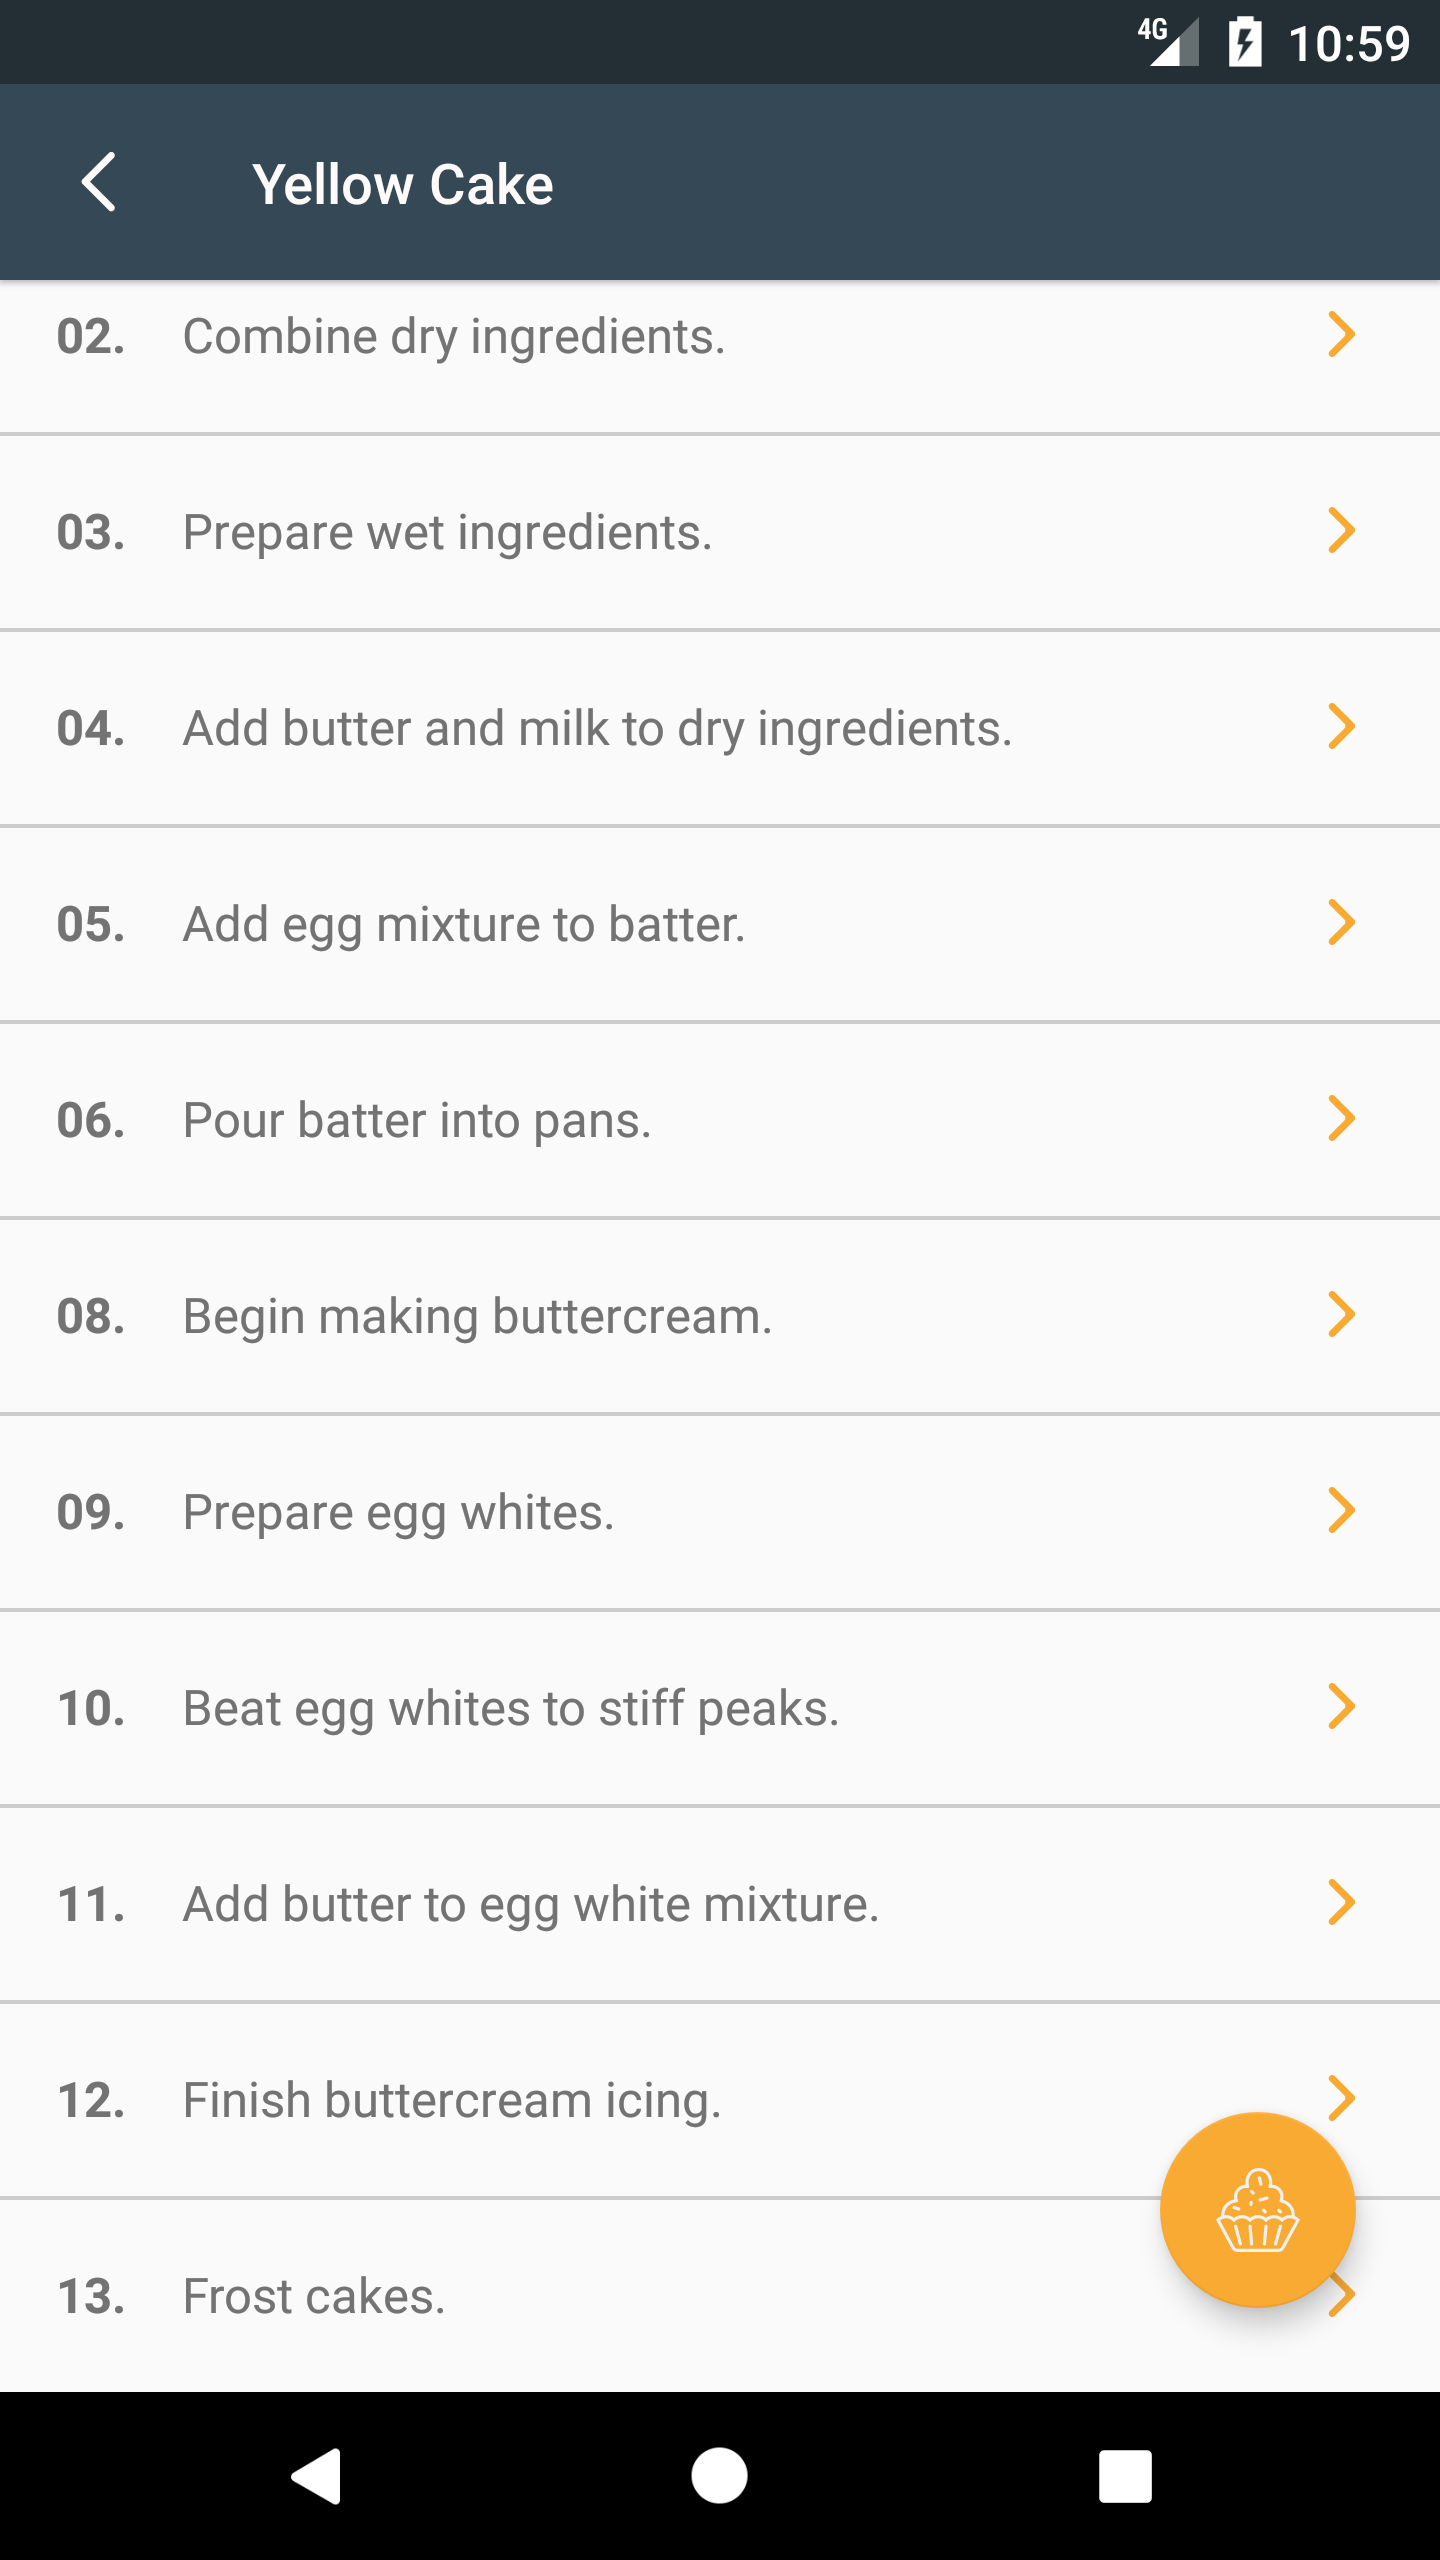 4G 10:59
Yellow Cake
02. Combine dry ingredients.
03. Prepare wet ingredients.
04. Add butter and milk to dry ingredients.
05. Add egg mixture to batter.
06. Pour batter into pans.
08. Begin making buttercream.
09. Prepare egg whites.
10. Beat egg whites to stiff peaks.
11. Add butter to egg white mixture.
12. Finish buttercream icing.
13. Frost cakes.